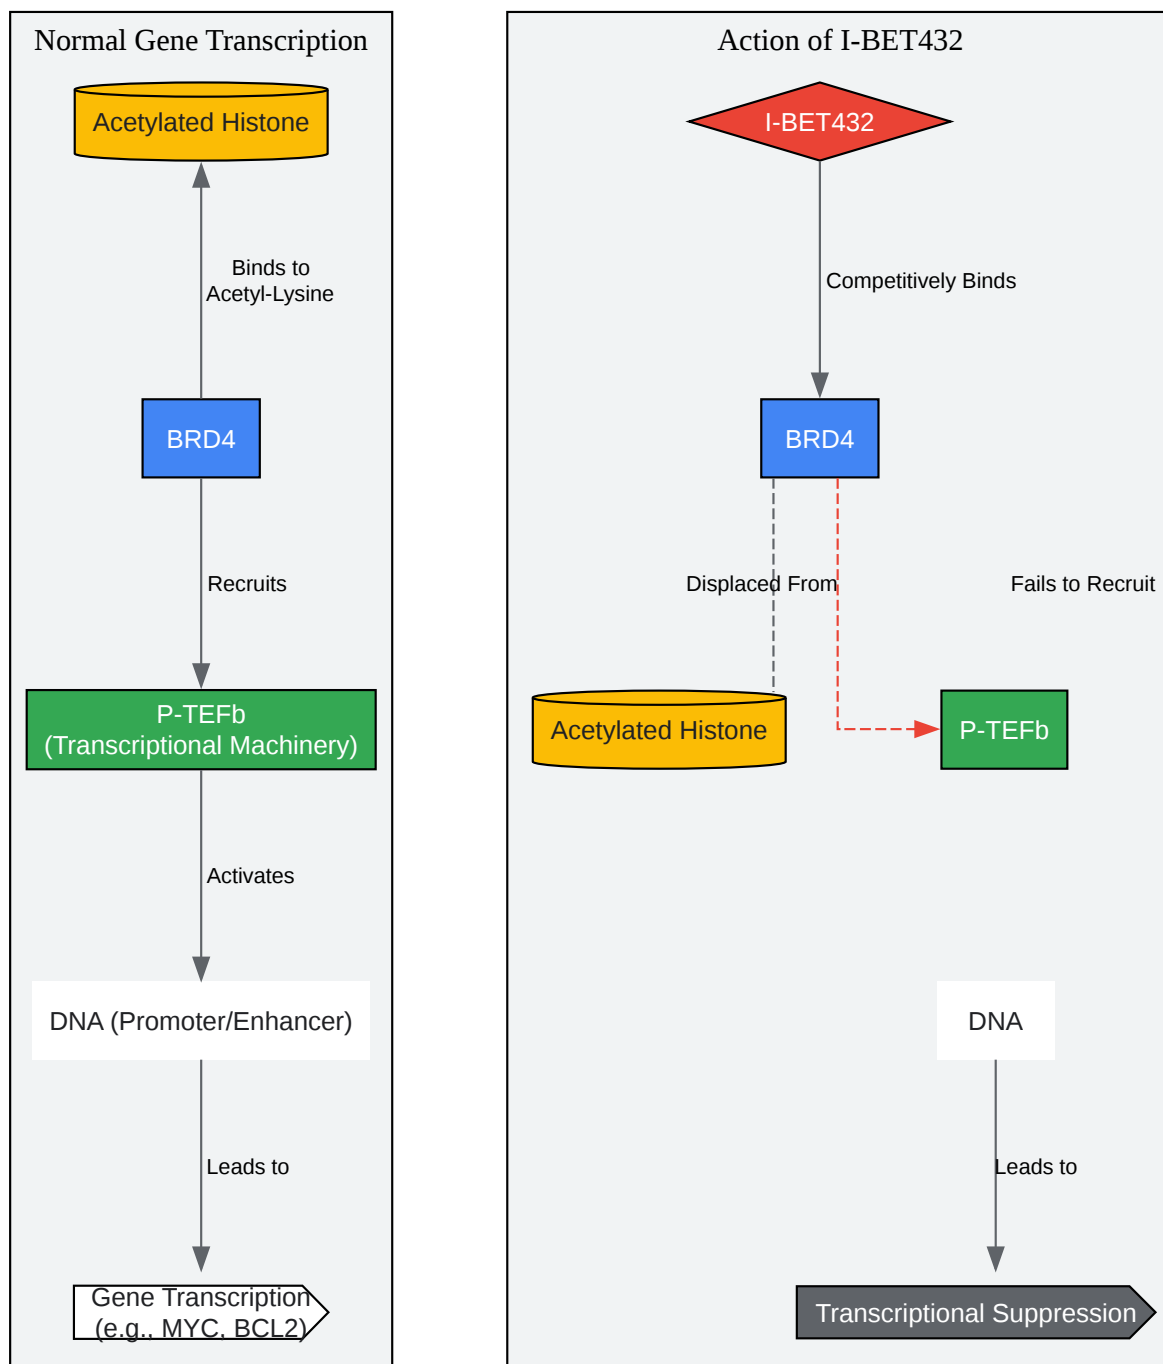 Normal Gene Transcription
Acetylated Histone
Binds to
Acetyl-Lysine
BRD4
Recruits
P-TEFb
(Transcriptional Machinery)
Activates
DNA (Promoter/Enhancer)
Leads to
Gene Transcription
(e.g., MYC, BCL2)
Action of I-BET432
I-BET432
Competitively Binds
BRD4
Displaced From
Fails to Recruit
Acetylated Histone
P-TEFb
DNA
Leads to
Transcriptional Suppression